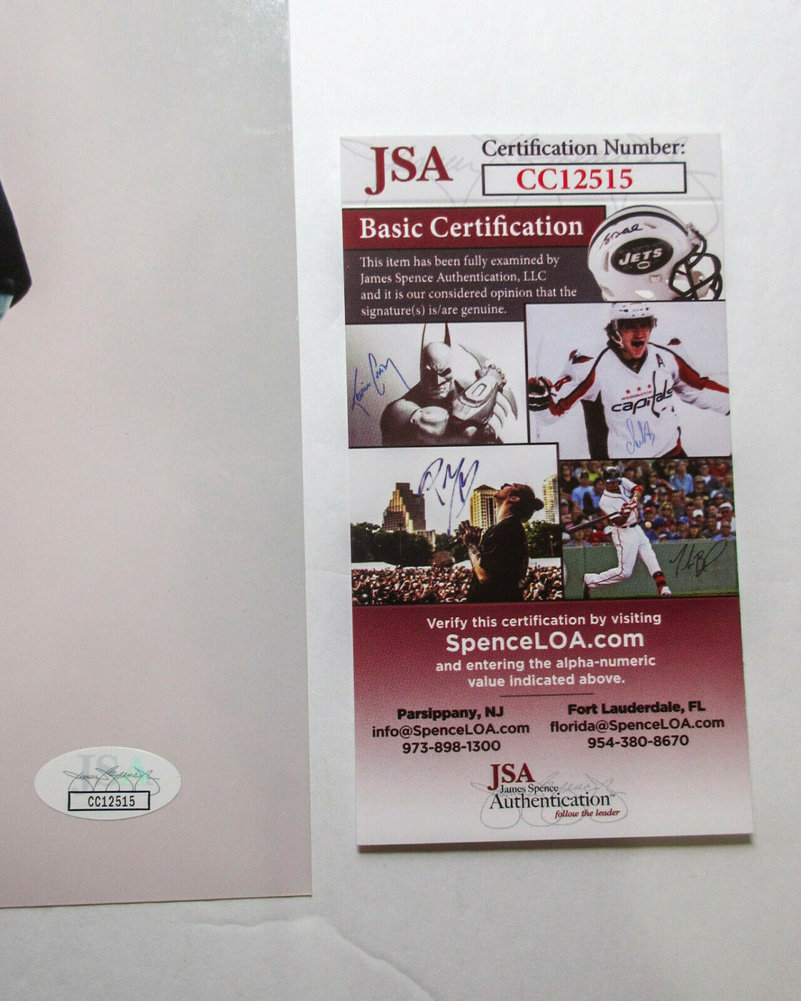 JSA
Certification Number:
CC12515
Basic Certification
This item has been fully examined by
James Spence Authentication, LLC
and it is our considered opinion that the
signature(s) is/are genuine.
JETS
A
capitals
Verify this certification by visiting
SpenceLOA.com
and entering the alpha-numeric
value indicated above.
Parsippany, NJ
info@SpenceLOA.com
973-898-1300
Fort Lauderdale, FL
florida@SpenceLOA.com
954-380-8670
JSA
James Spence
Authentication™
follow the leader
JSA
CC12515